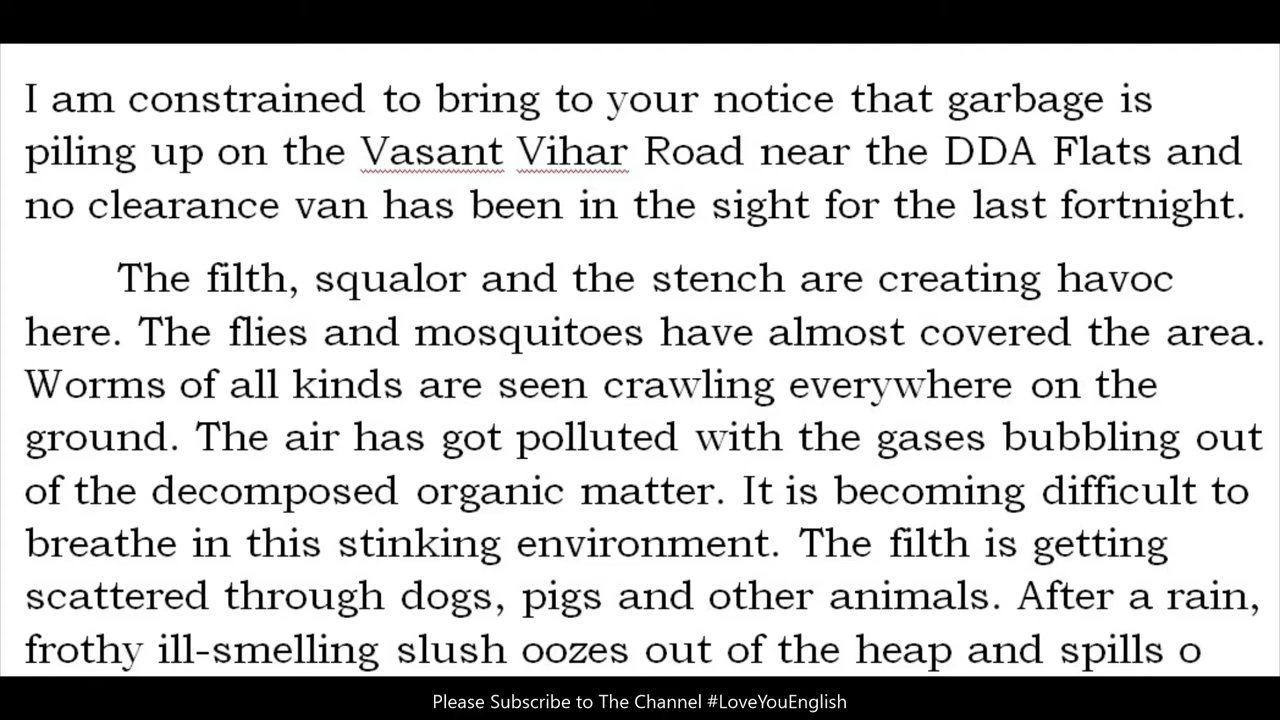 I am constrained to bring to your notice that garbage is
piling up on the Vasant Vihar Road near the DDA Flats and
no clearance van has been in the sight for the last fortnight.
The filth, squalor and the stench are creating havoc
here. The flies and mosquitoes have almost covered the area.
Worms of all kinds are seen crawling everywhere on the
ground. The air has got polluted with the gases bubbling out
of the decomposed organic matter. It is becoming difficult to
breathe in this stinking environment. The filth is getting
scattered through dogs, pigs and other animals. After a rain,
frothy ill-smelling slush oozes out of the heap and spills o
Please Subscribe to The Channel #LoveYouEnglish